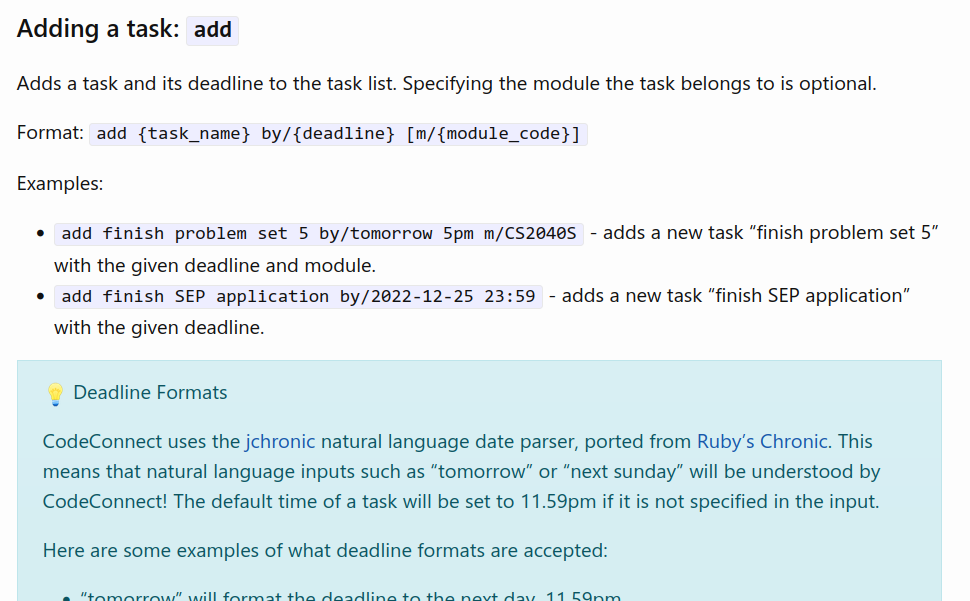 Adding a task: add
Adds a task and its deadline to the task list. Specifying the module the task belongs to is optional.
Format: add {task_name} by/{deadline} [m/{module_code}]
Examples:
• add finish problem set 5 by/tomorrow 5pm m/CS2040S - adds a new task “finish problem set 5”
with the given deadline and module.
• add finish SEP application by/2022-12-25 23:59 - adds a new task “finish SEP application”
with the given deadline.
💡 Deadline Formats
CodeConnect uses the jchronic natural language date parser, ported from Ruby’s Chronic. This
means that natural language inputs such as “tomorrow” or “next sunday” will be understood by
CodeConnect! The default time of a task will be set to 11.59pm if it is not specified in the input.
Here are some examples of what deadline formats are accepted:
• “tomorrow” will format the deadline to the next day, 11.59pm